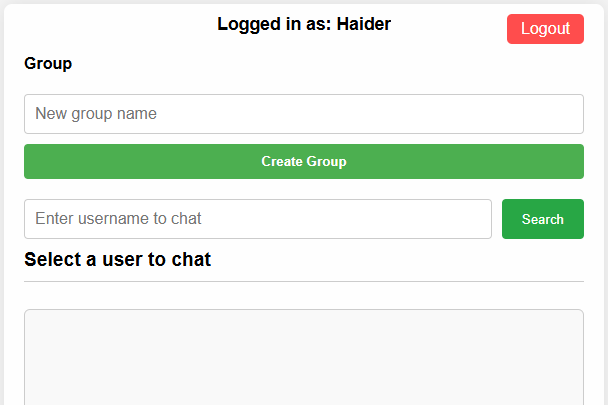 Logged in as: Haider
Logout
Group
New group name
Create Group
Enter username to chat
Search
Select a user to chat